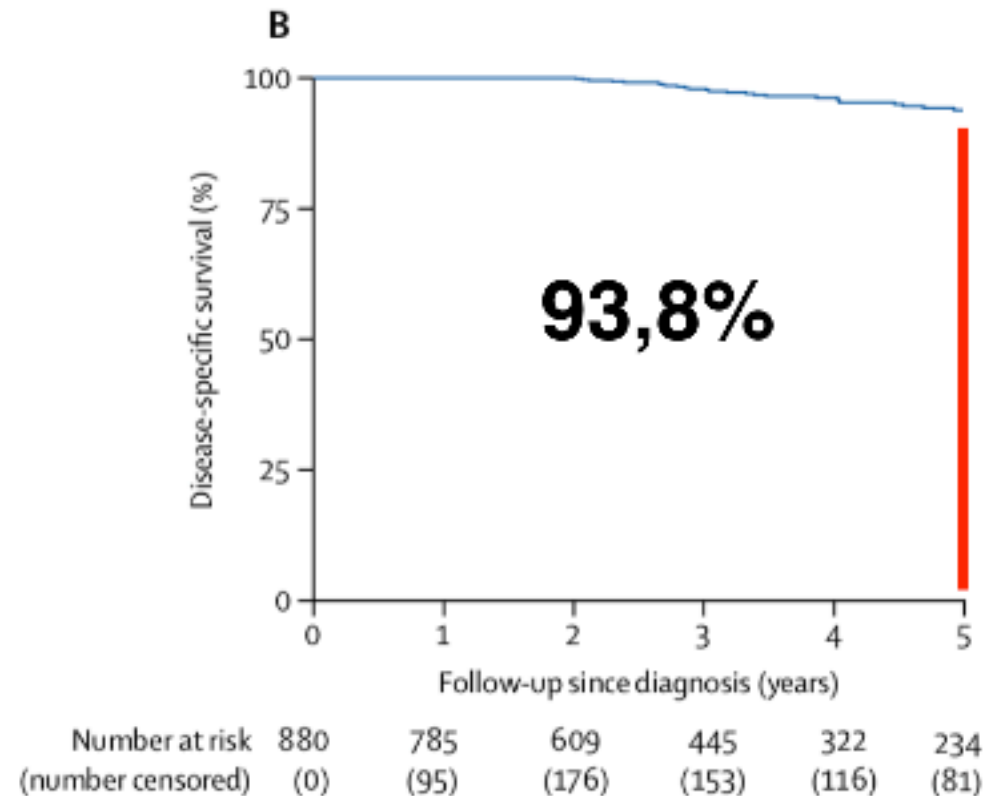 B
100
75
50
25
0
Disease-specific survival (%)
93,8%
0 1 2 3 4 5
Follow-up since diagnosis (years)
Number at risk 880 785 609 445 322 234
(number censored) (0) (95) (176) (153) (116) (81)